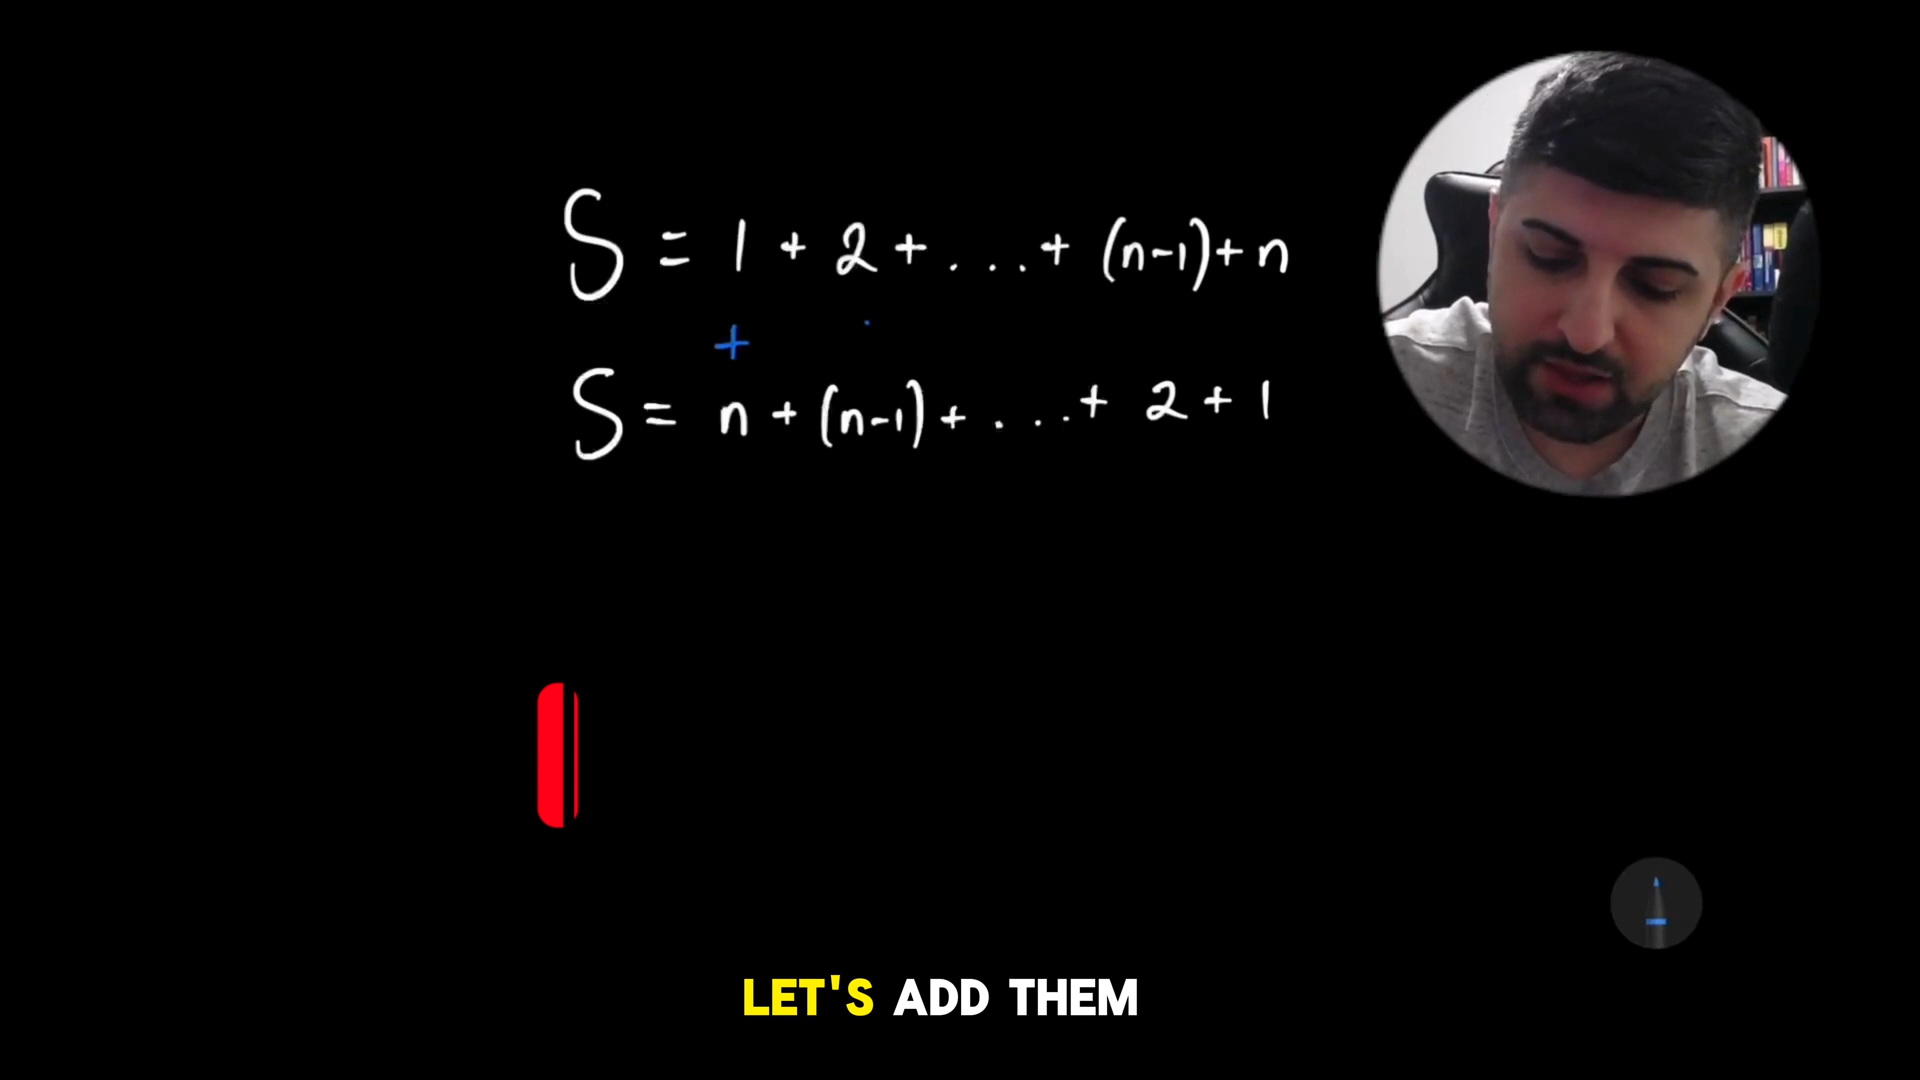 S = 1 + 2 + ... + (n-1) + n
+
S = n + (n-1) + ... + 2 + 1
LET'S ADD THEM